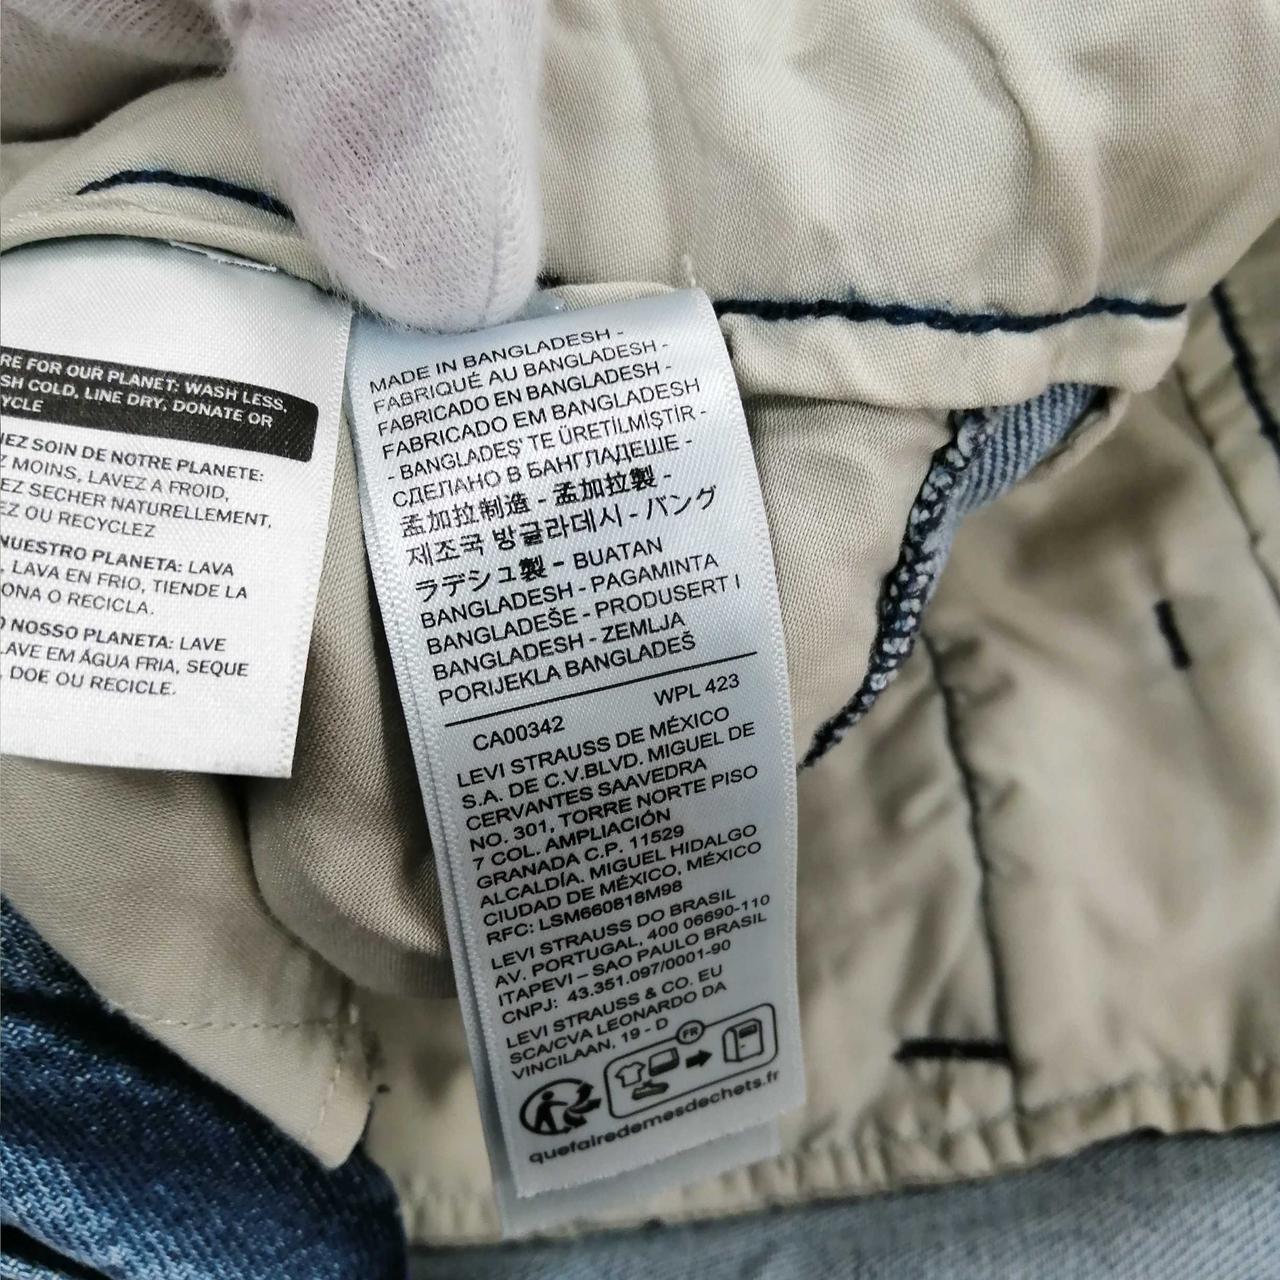 RE FOR OUR PLANET: WASH LESS,
SH COLD, LINE DRY, DONATE OR
YCLE
NEZ SOIN DE NOTRE PLANETE:
Z MOINS, LAVEZ A FROID,
EZ SECHER NATURELLEMENT,
EZ OU RECYCLEZ
NUESTRO PLANETA: LAVA
, LAVA EN FRIO, TIENDE LA
ONA O RECICLA.
O NOSSO PLANETA: LAVE
LAVE EM ÁGUA FRIA, SEQUE
, DOE OU RECICLE.
MADE IN BANGLADESH -
FABRIQUÉ AU BANGLADESH -
FABRICADO EN BANGLADESH -
FABRICADO EM BANGLADESH
- BANGLADEŞ' TE ÜRETİLMİŞTİR -
СДЕЛАНО В БАНГЛАДЕШЕ -
孟加拉制造 - 孟加拉製 -
제조국 방글라데시 - バング
ラデシュ製 - BUATAN
BANGLADESH - PAGAMINTA
BANGLADEŠE - PRODUSERT I
BANGLADESH - ZEMLJA
PORIJEKLA BANGLADEŠ
CA00342 WPL 423
LEVI STRAUSS DE MÉXICO
S.A. DE C.V.BLVD. MIGUEL DE
CERVANTES SAAVEDRA
NO. 301, TORRE NORTE PISO
7 COL. AMPLIACIÓN
GRANADA C.P. 11529
ALCALDÍA. MIGUEL HIDALGO
CIUDAD DE MÉXICO, MÉXICO
RFC: LSM660818M98
LEVI STRAUSS DO BRASIL
AV. PORTUGAL, 400 06690-110
ITAPEVI – SAO PAULO BRASIL
CNPJ: 43.351.097/0001-90
LEVI STRAUSS & CO. EU
SCA/CVA LEONARDO DA
VINCILAAN, 19 - D
FR
quefairedemesdechets.fr